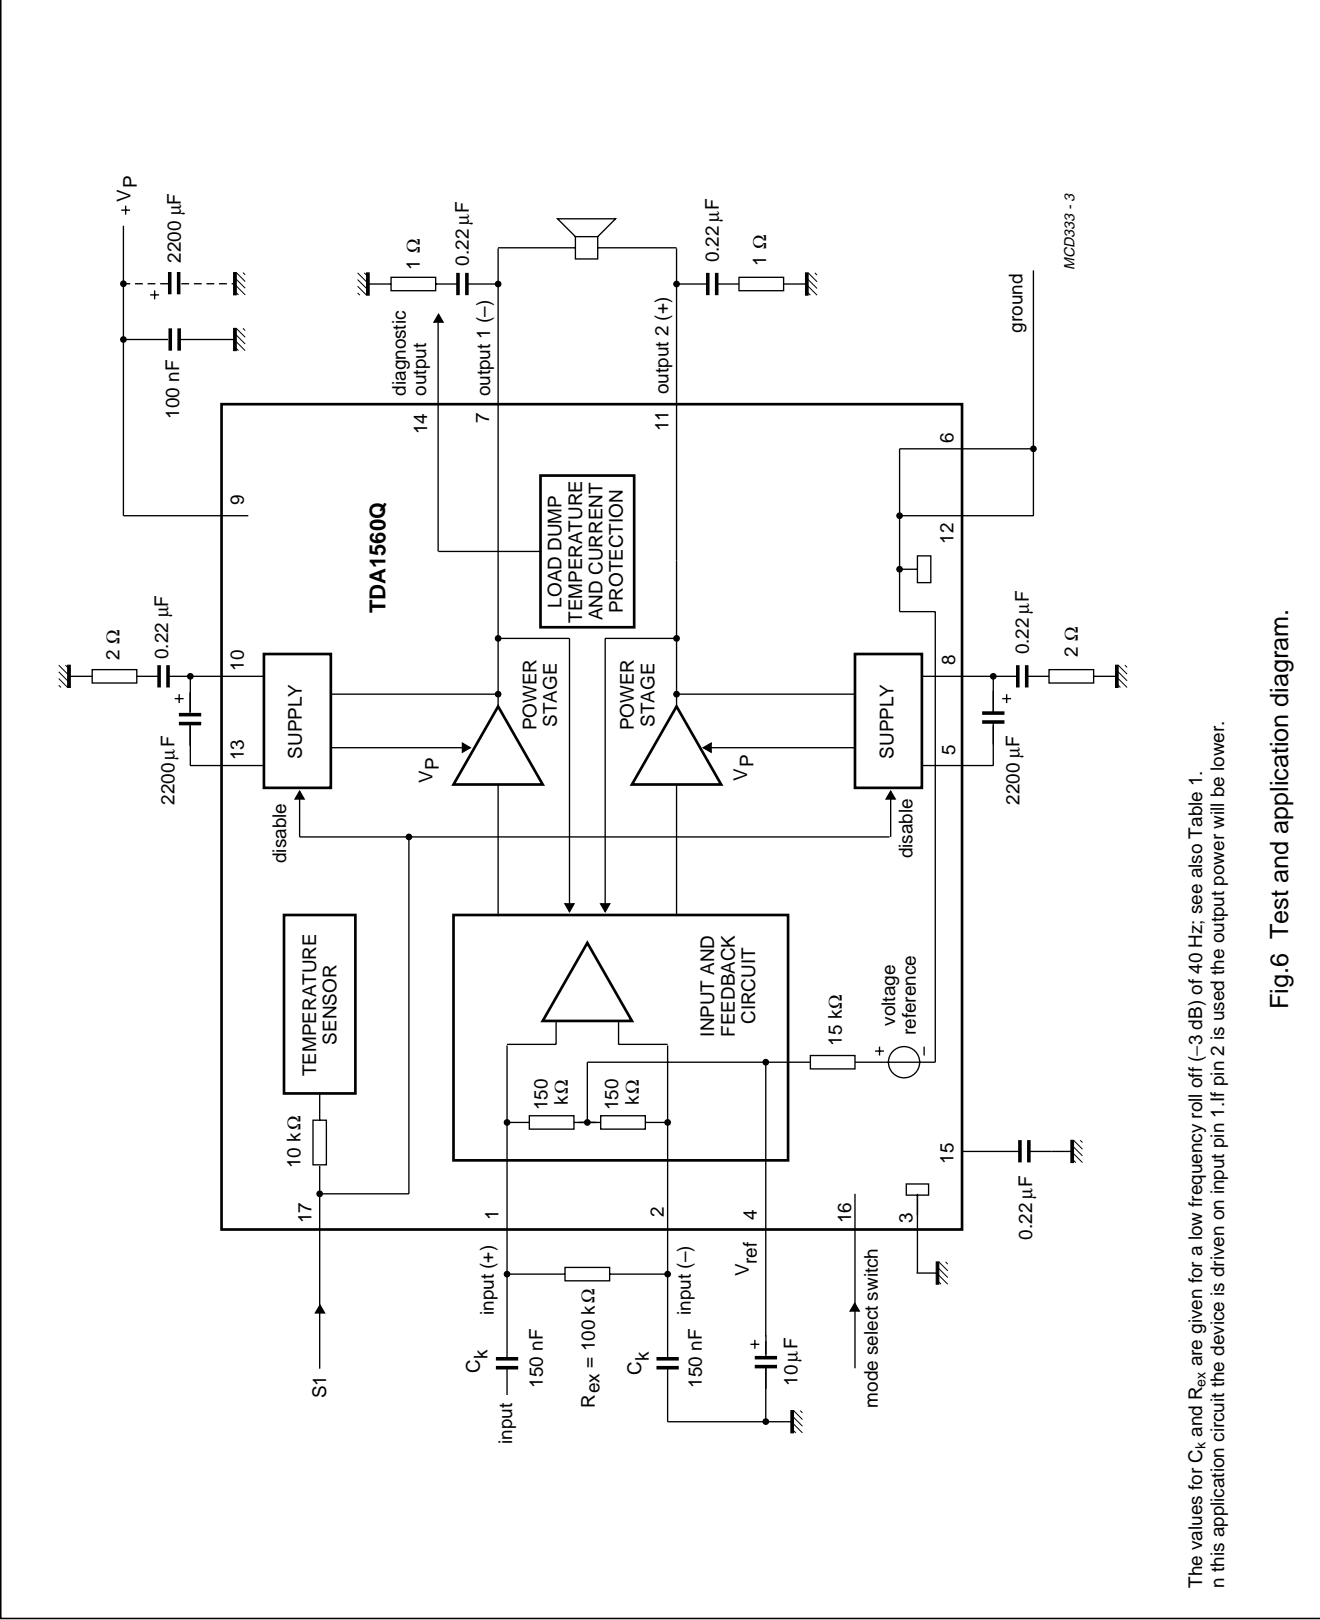 + VP
100 nF
2200 µF
+
2 Ω
0.22 µF
2200 µF
+
13
10
9
S1
17
10 kΩ
TEMPERATURE
SENSOR
disable
SUPPLY
TDA1560Q
diagnostic
output
14
1 Ω
0.22 µF
VP
POWER
STAGE
7
output 1 (–)
LOAD DUMP
TEMPERATURE
AND CURRENT
PROTECTION
input
Ck
150 nF
input (+)
1
150
kΩ
150
kΩ
Rex = 100 kΩ
Ck
150 nF
input (–)
2
INPUT AND
FEEDBACK
CIRCUIT
POWER
STAGE
VP
11
output 2 (+)
0.22 µF
1 Ω
Vref
4
+
10 µF
15 kΩ
+
voltage
reference
–
mode select switch
16
3
15
0.22 µF
disable
SUPPLY
5
8
12
6
ground
+
2200 µF
0.22 µF
2 Ω
MCD333 - 3
The values for Ck and Rex are given for a low frequency roll off (−3 dB) of 40 Hz; see also Table 1.
n this application circuit the device is driven on input pin 1.If pin 2 is used the output power will be lower.
Fig.6 Test and application diagram.